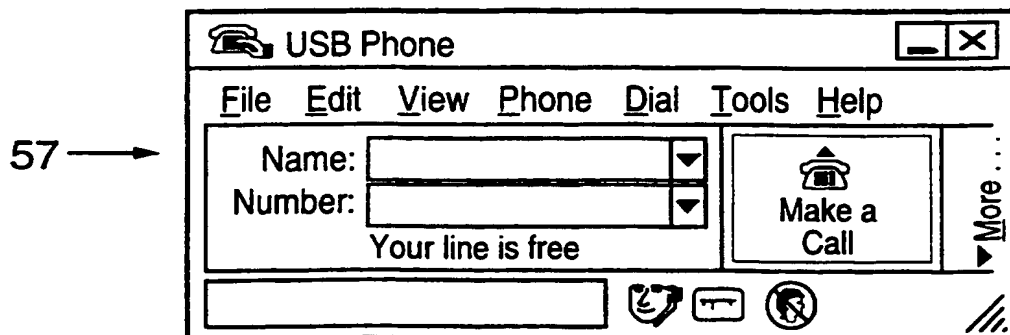 USB Phone
File Edit View Phone Dial Tools Help
57
Name:
Number:
Your line is free
Make a
Call
More...